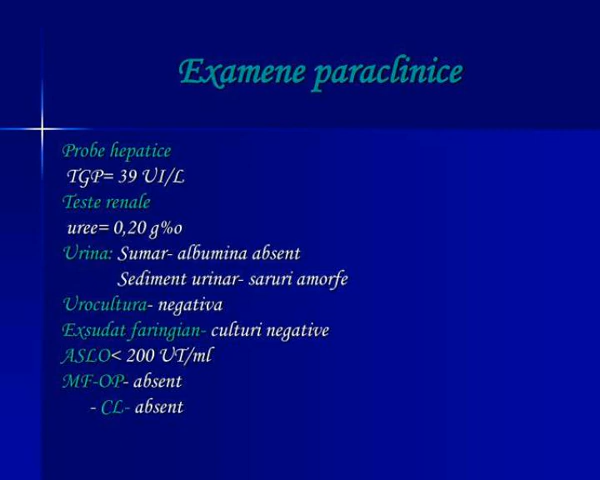 Examene paraclinice
Probe hepatice
TGP= 39 UI/L
Teste renale
uree= 0,20 g%o
Urina: Sumar- albumina absent
Sediment urinar- saruri amorfe
Urocultura- negativa
Exsudat faringian- culturi negative
ASLO< 200 UT/ml
MF-OP- absent
- CL- absent